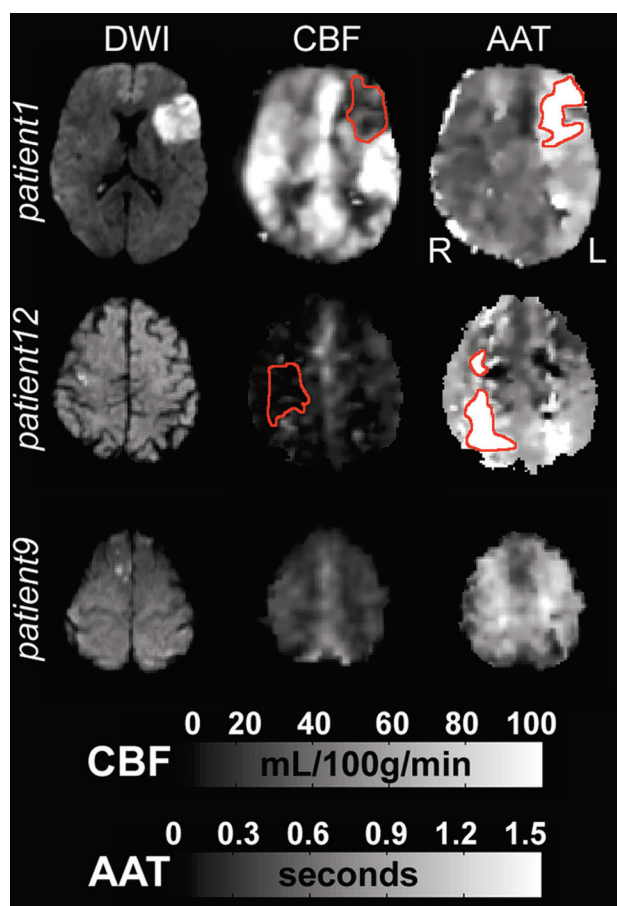 DWI CBF AAT
patient1
R L
patient12
patient9
0 20 40 60 80 100
CBF mL/100g/min
0 0.3 0.6 0.9 1.2 1.5
AAT seconds